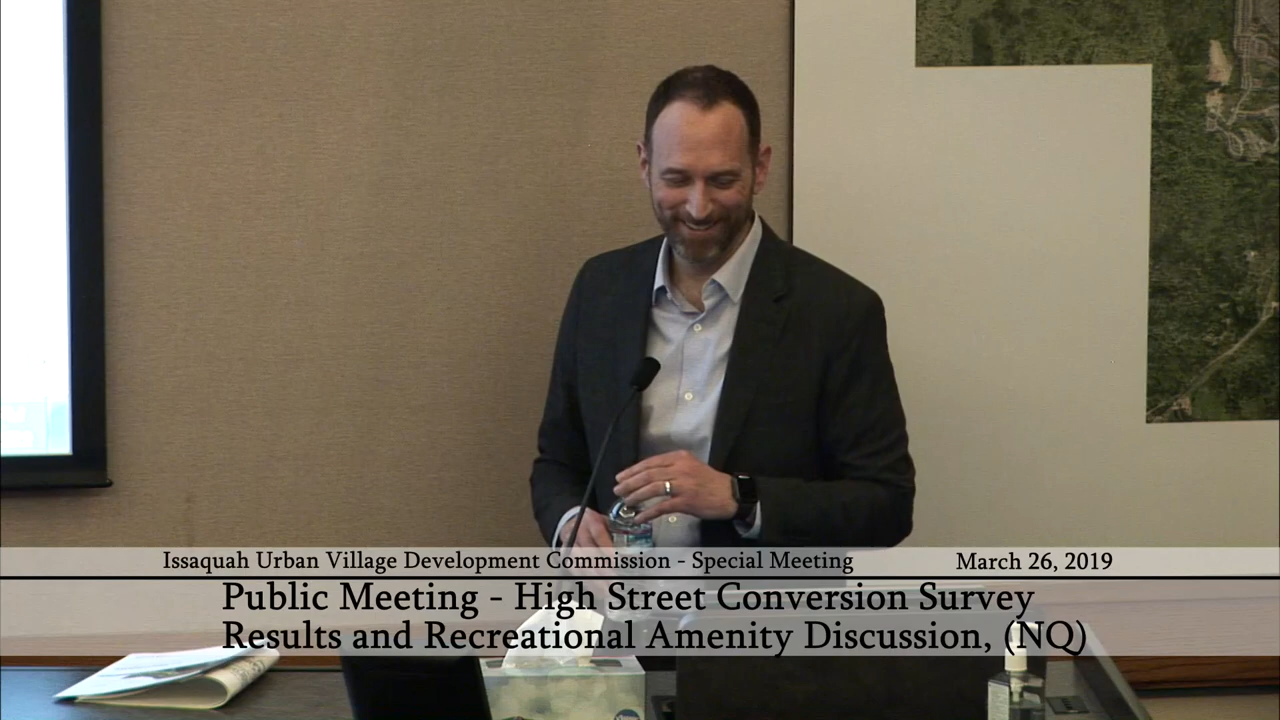 Issaquah Urban Village Development Commission - Special Meeting March 26, 2019
Public Meeting - High Street Conversion Survey
Results and Recreational Amenity Discussion, (NQ)